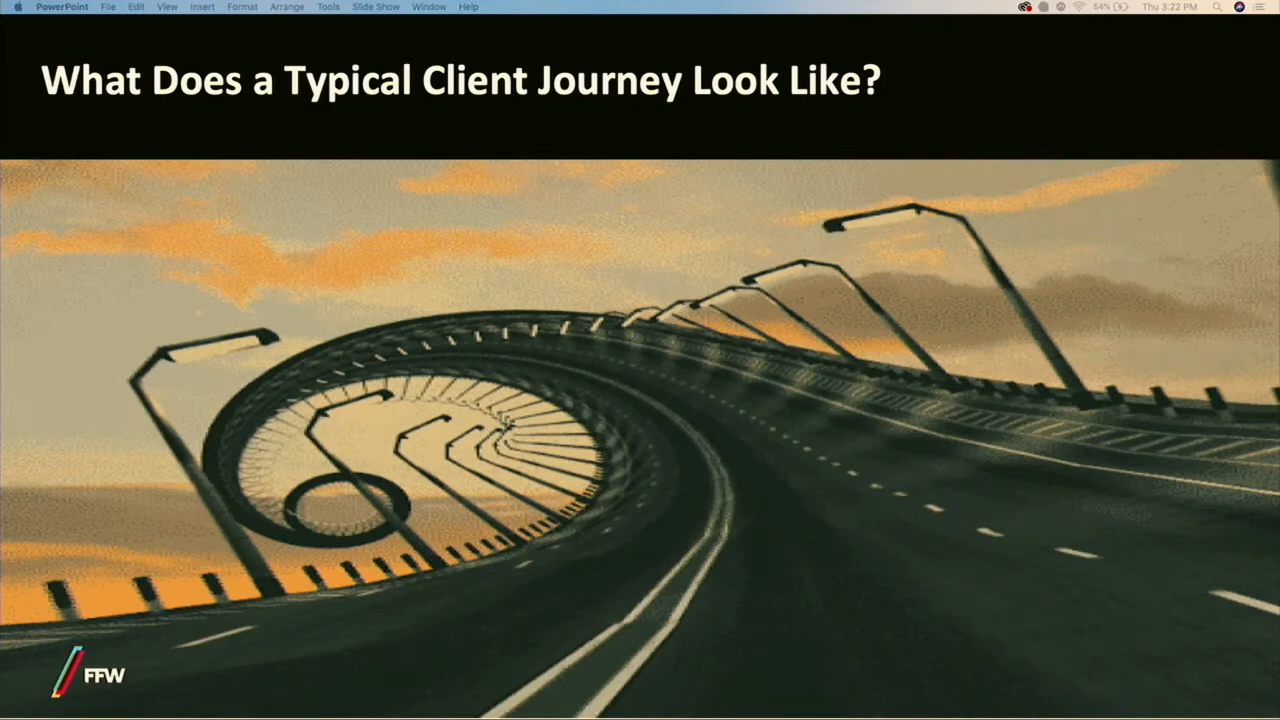 PowerPoint File Edit View Insert Format Arrange Tools Slide Show Window Help 54% Thu 3:22 PM
What Does a Typical Client Journey Look Like?
FFW